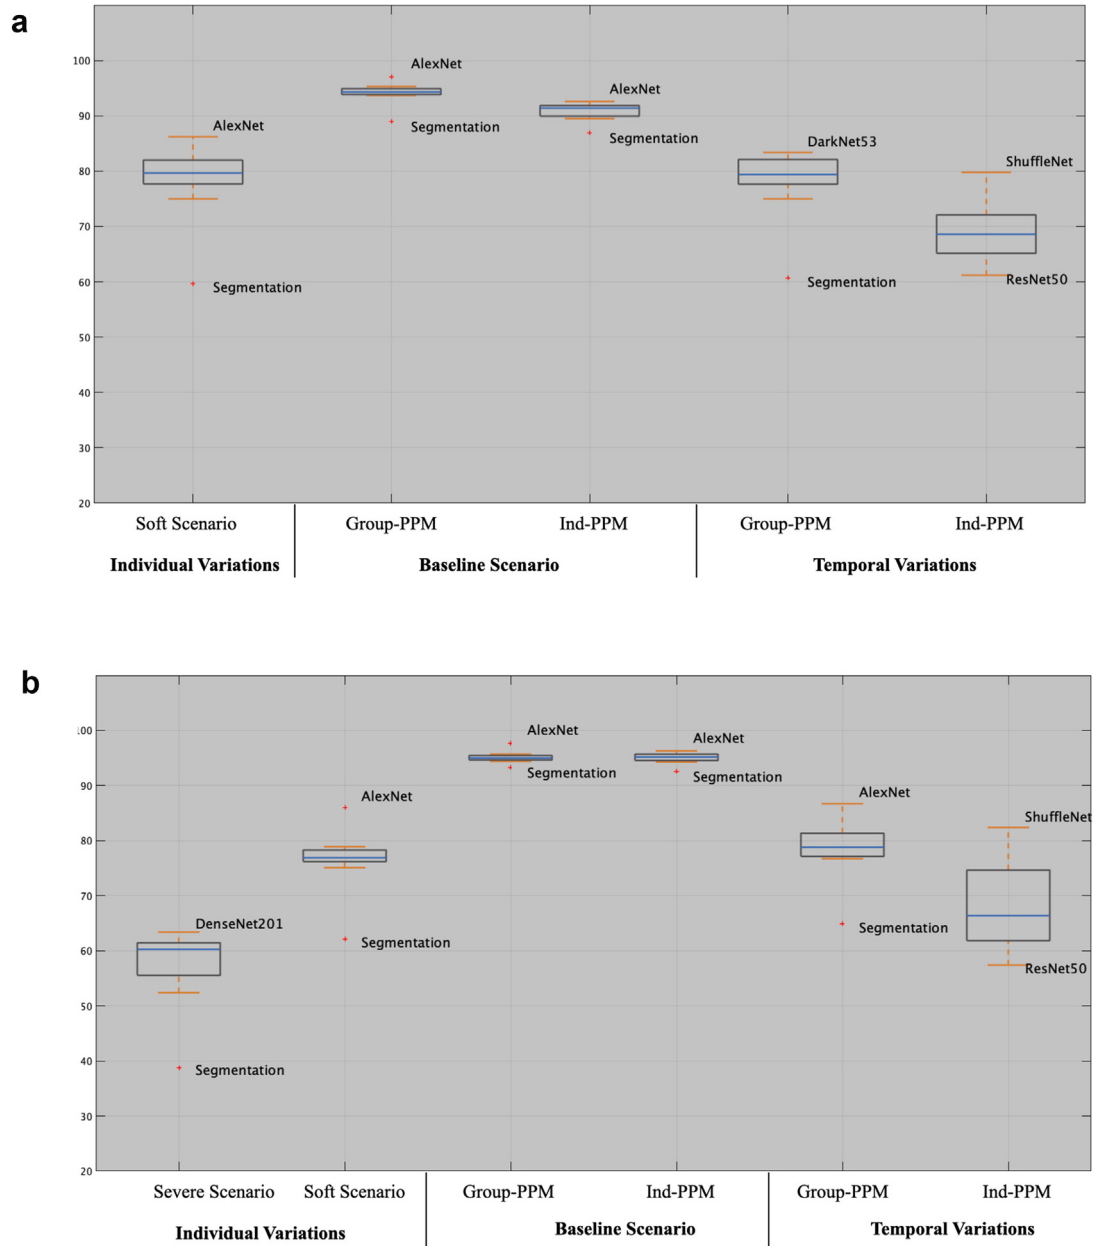 a
100
AlexNet
AlexNet
90
Segmentation
Segmentation
AlexNet
DarkNet53
80
ShuffleNet
70
60
Segmentation
Segmentation
ResNet50
50
40
30
20
Soft Scenario Group-PPM Ind-PPM Group-PPM Ind-PPM
Individual Variations Baseline Scenario Temporal Variations
b
100
AlexNet
AlexNet
Segmentation
Segmentation
90
AlexNet
AlexNet
ShuffleNet
80
70
DenseNet201
Segmentation
Segmentation
60
ResNet50
50
40
Segmentation
30
20
Severe Scenario Soft Scenario Group-PPM Ind-PPM Group-PPM Ind-PPM
Individual Variations Baseline Scenario Temporal Variations